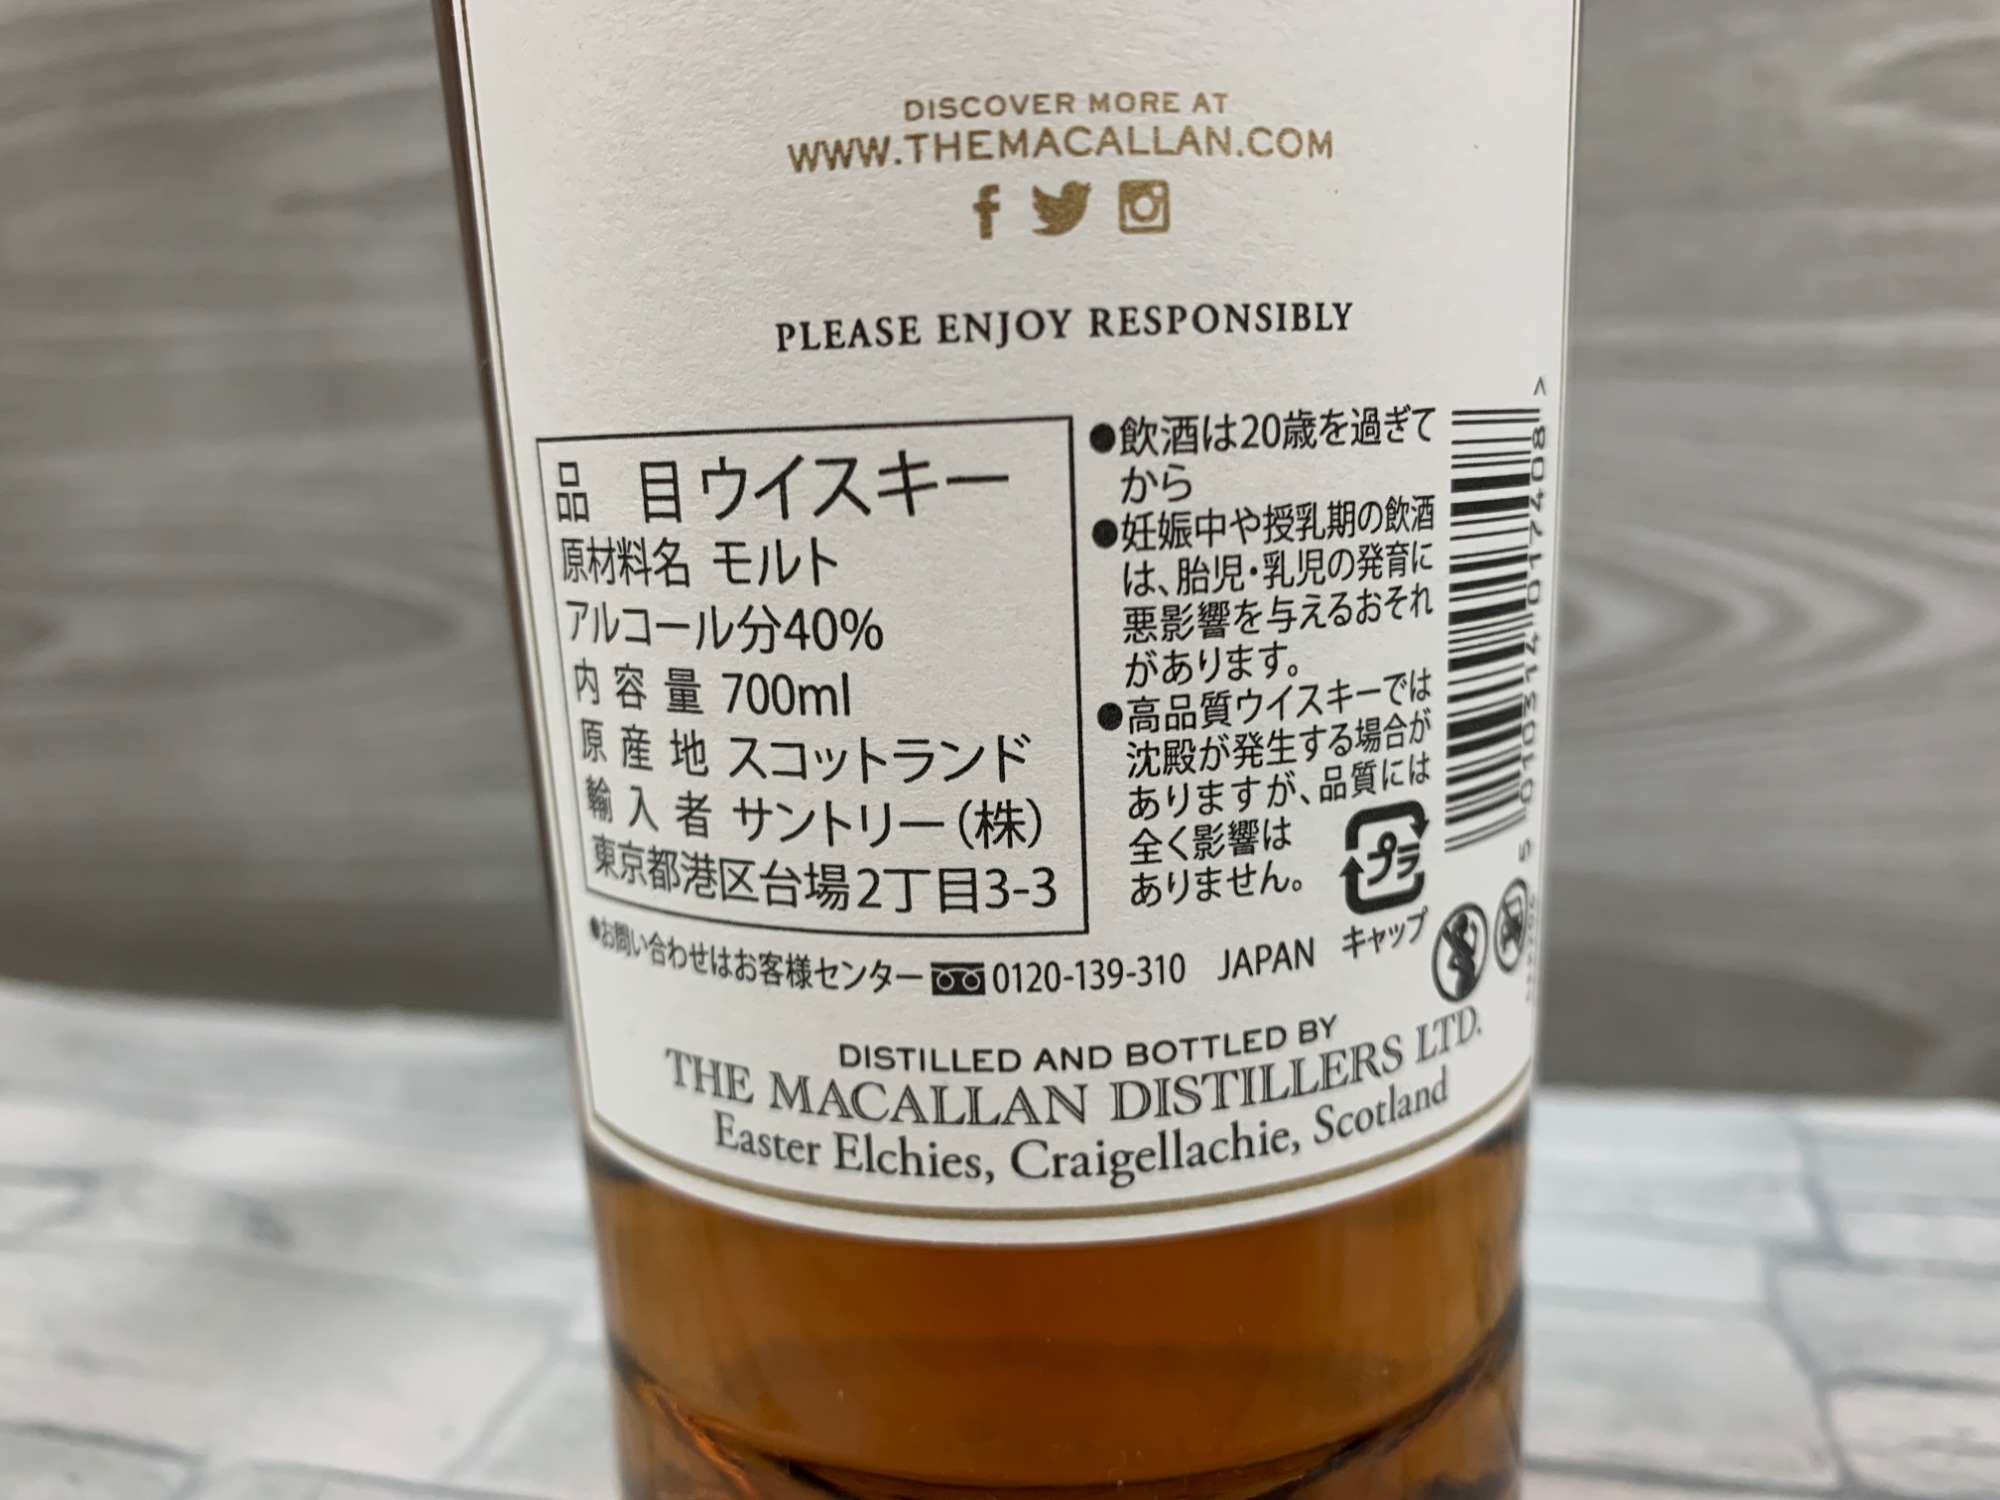 DISCOVER MORE AT
WWW.THEMACALLAN.COM
PLEASE ENJOY RESPONSIBLY
品 目 ウイスキー
原材料名 モルト
アルコール分40%
内容量 700ml
原産地 スコットランド
輸入者 サントリー(株)
東京都港区台場2丁目3-3
●飲酒は20歳を過ぎて
から
●妊娠中や授乳期の飲酒
は、胎児・乳児の発育に
悪影響を与えるおそれ
があります。
●高品質ウイスキーでは
沈殿が発生する場合が
ありますが、品質には
全く影響は
ありません。
プラ
キャップ
5 010314 017408 >
●お問い合わせはお客様センター 0120-139-310 JAPAN
DISTILLED AND BOTTLED BY
THE MACALLAN DISTILLERS LTD.
Easter Elchies, Craigellachie, Scotland